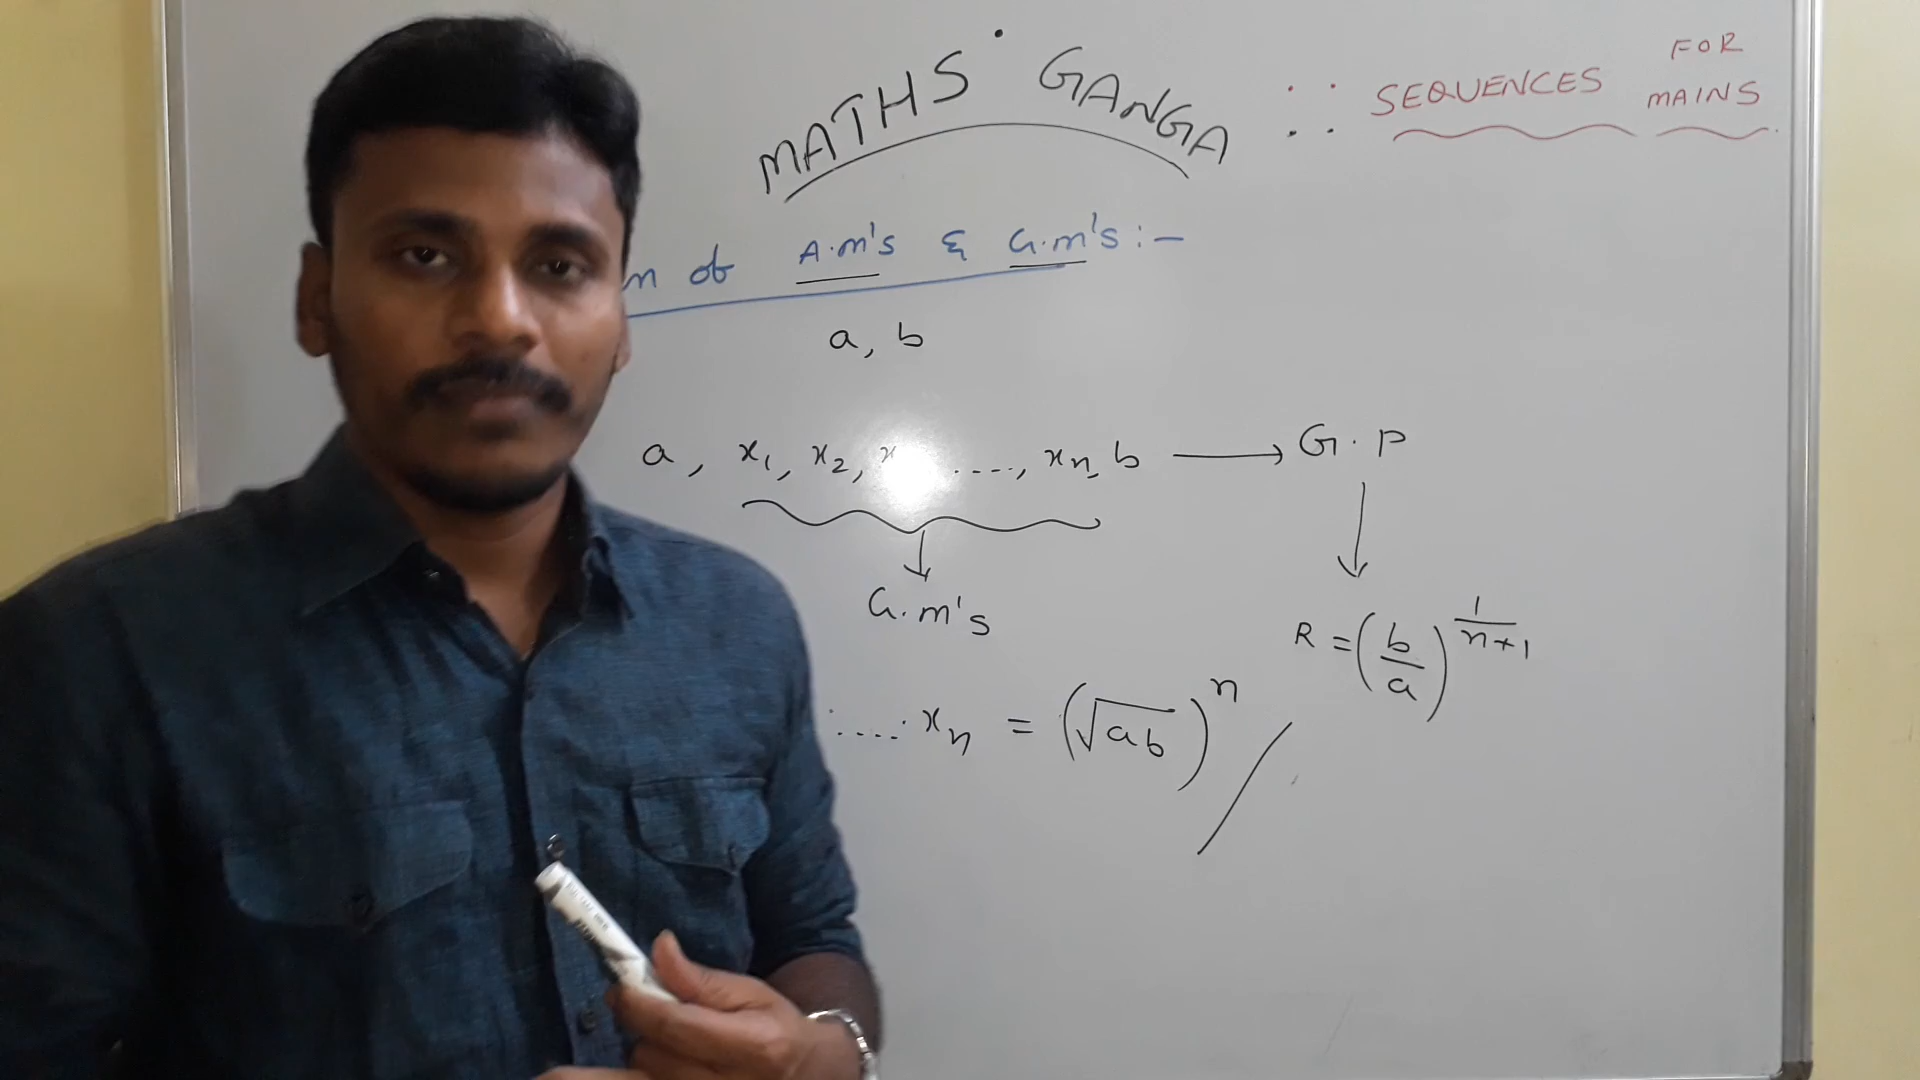 MATHS GANGA
SEQUENCES FOR MAINS
n of A.M's & G.M's :-
a, b
a, x₁, x₂, x ...., xₙ, b ⟶ G.P
G.M's
R = (b/a)^(1/(n+1))
..... xₙ = (√ab)ⁿ